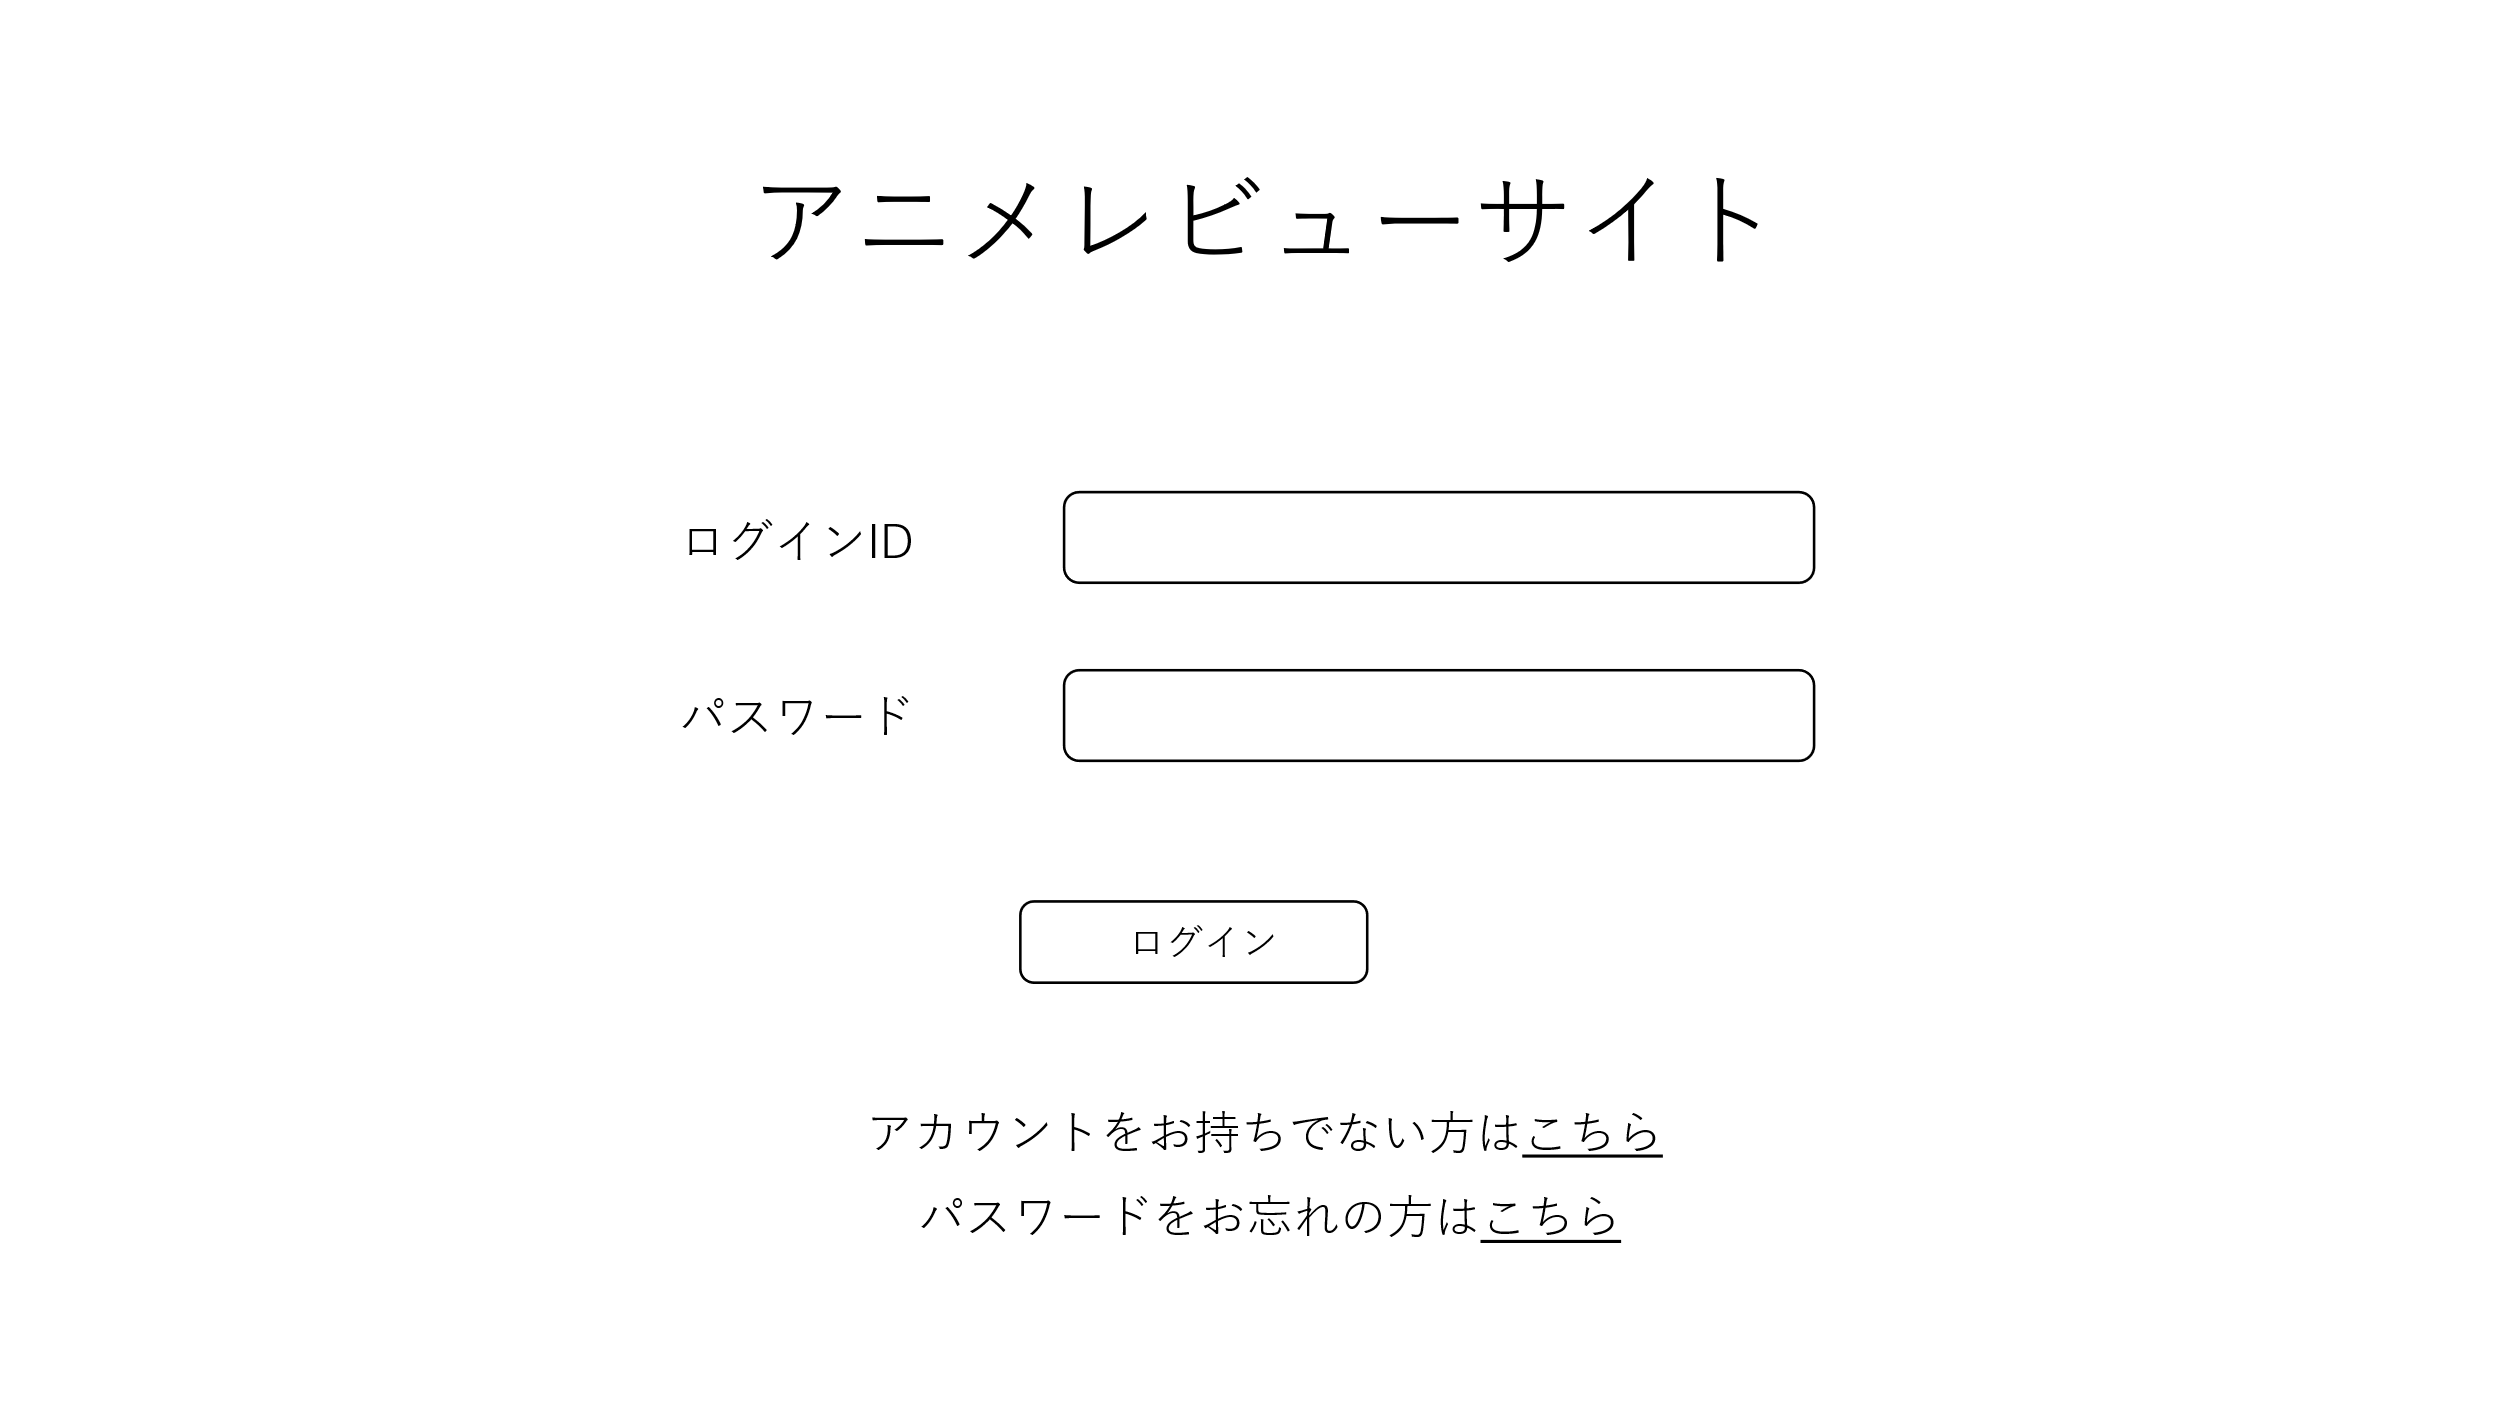 アニメレビューサイト
ログインID
パスワード
ログイン
アカウントをお持ちでない方はこちら
パスワードをお忘れの方はこちら